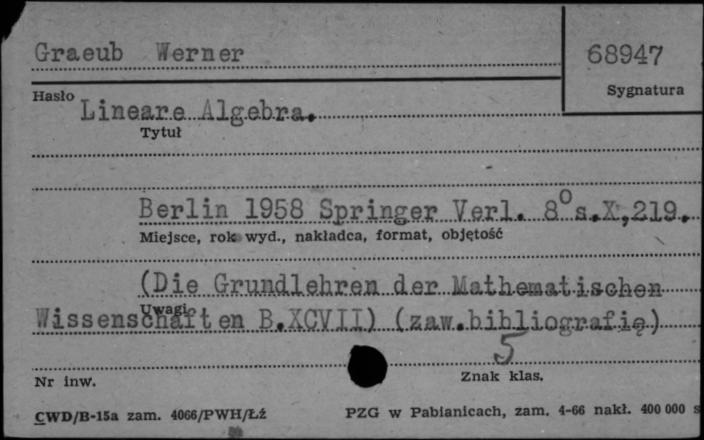 Graeub Werner
68947
Hasło
Sygnatura
Lineare Algebra.
Tytuł
Berlin 1958 Springer Verl. 8° s.X,219.
Miejsce, rok wyd., nakładca, format, objętość
(Die Grundlehren der Mathematischen
Uwagi
Wissenschaften B.XCVII) (zaw.bibliografię)
5
Nr inw.
Znak klas.
CWD/B-15a zam. 4066/PWH/Łź
PZG w Pabianicach, zam. 4-66 nakł. 400 000 s